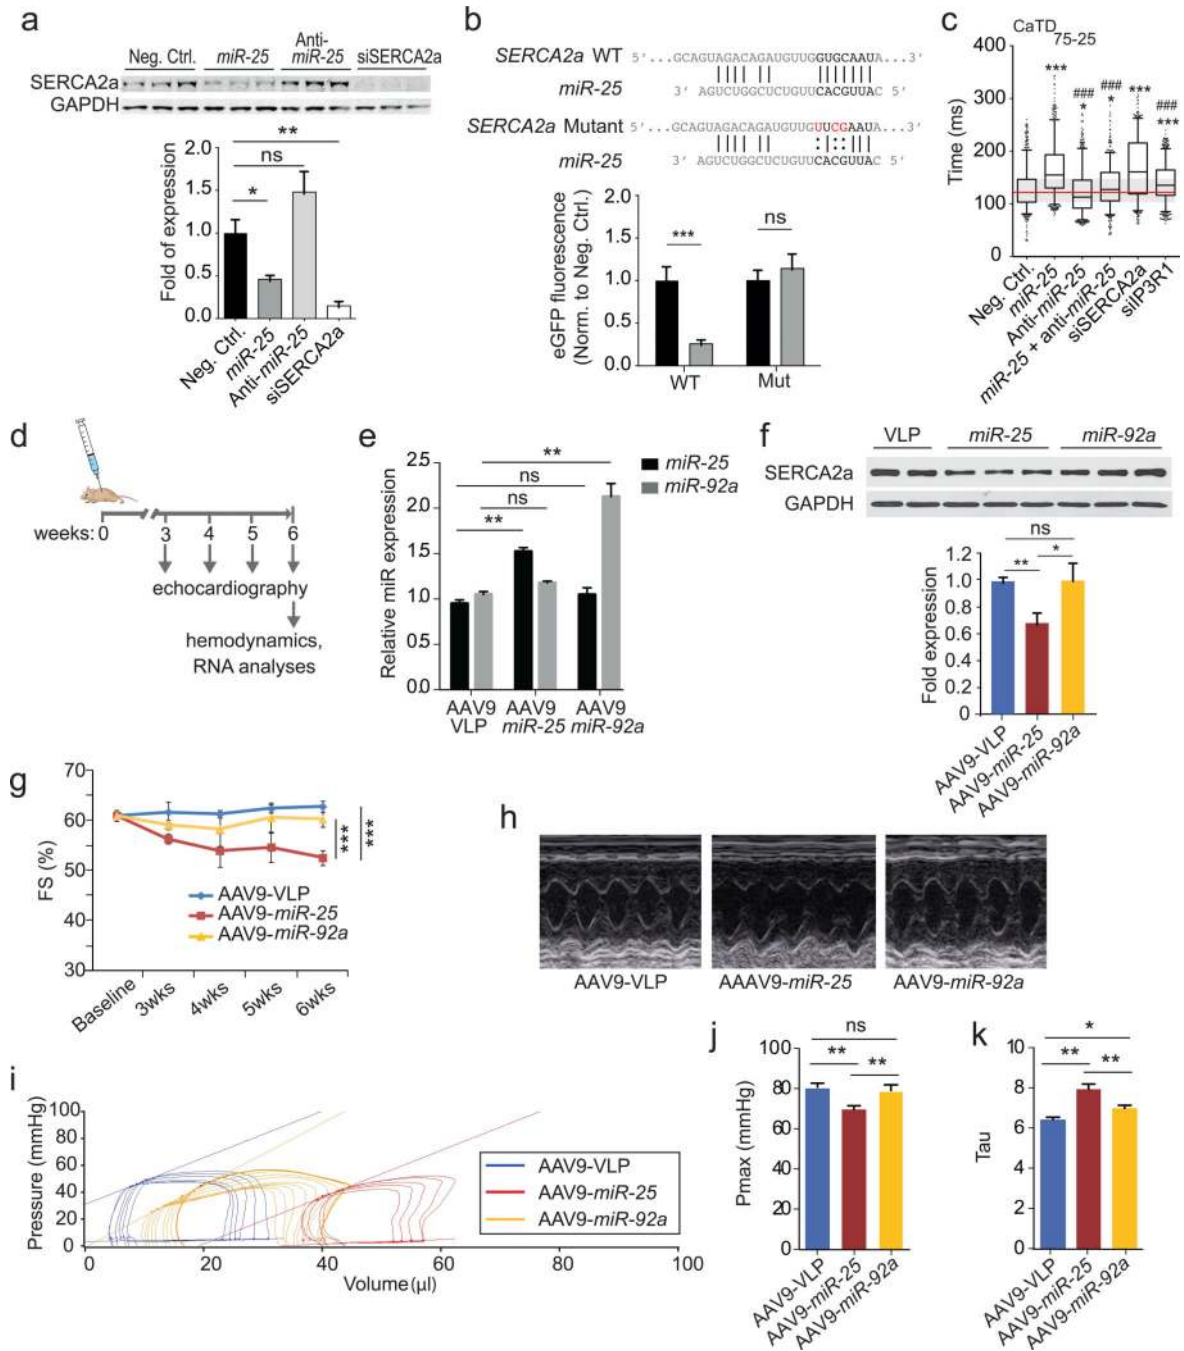 a
Neg. Ctrl. miR-25 Anti-miR-25 siSERCA2a
SERCA2a
GAPDH
**
ns
*
Fold of expression
2.0
1.5
1.0
0.5
0.0
Neg. Ctrl.
miR-25
Anti-miR-25
siSERCA2a
b
SERCA2a WT 5'...GCAGUAGACAGAUGUUGGUGCAAUA...3'
miR-25 3' AGUCUGGCUCUGUUCACGUUAC 5'
SERCA2a Mutant 5'...GCAGUAGACAGAUGUUGUUCGAAUA...3'
miR-25 3' AGUCUGGCUCUGUUCACGUUAC 5'
eGFP fluorescence
(Norm. to Neg. Ctrl.)
2.0
1.5
1.0
0.5
0.0
***
ns
WT Mut
c
CaTD75-25
Time (ms)
400
300
200
100
0
*** ### * ### * *** ### ***
Neg. Ctrl.
miR-25
Anti-miR-25
miR-25 + anti-miR-25
siSERCA2a
siIP3R1
d
weeks: 0 3 4 5 6
echocardiography
hemodynamics,
RNA analyses
e
Relative miR expression
2.5
2.0
1.5
1.0
0.5
0.0
**
ns
ns
**
miR-25
miR-92a
AAV9 AAV9 AAV9
VLP miR-25 miR-92a
f
VLP miR-25 miR-92a
SERCA2a
GAPDH
ns
** *
Fold expression
1.2
1.0
0.8
0.6
0.4
0.2
0
AAV9-VLP
AAV9-miR-25
AAV9-miR-92a
g
FS (%)
70
60
50
40
30
***
***
AAV9-VLP
AAV9-miR-25
AAV9-miR-92a
Baseline
3wks
4wks
5wks
6wks
h
AAV9-VLP AAAV9-miR-25 AAV9-miR-92a
i
Pressure (mmHg)
100
80
60
40
20
0
0 20 40 60 80 100
Volume(μl)
AAV9-VLP
AAV9-miR-25
AAV9-miR-92a
j
ns
** **
Pmax (mmHg)
100
80
60
40
20
0
AAV9-VLP
AAV9-miR-25
AAV9-miR-92a
k
*
** **
Tau
10
8
6
4
2
0
AAV9-VLP
AAV9-miR-25
AAV9-miR-92a